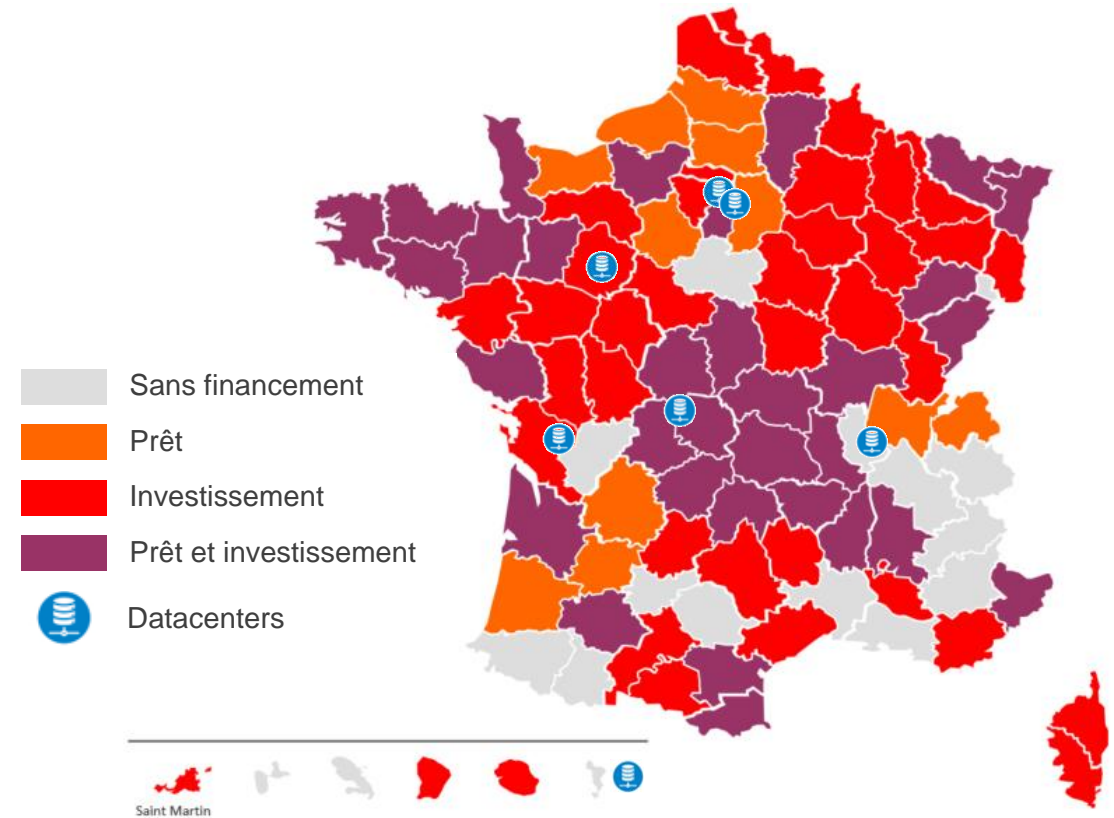 Sans financement
Prêt
Investissement
Prêt et investissement
Datacenters
Saint Martin